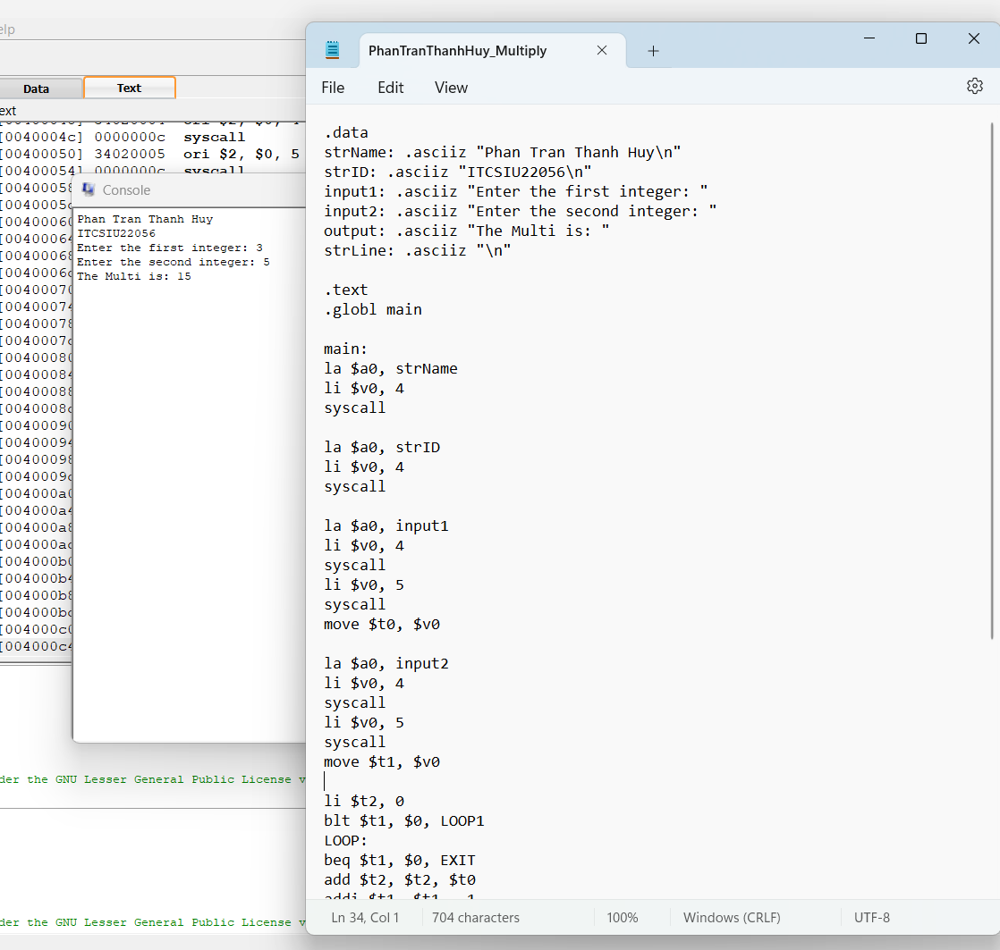 elp
Data
Text
ext
[0040004c] 0000000c syscall
[00400050] 34020005 ori $2, $0, 5
[00400054] 0000000c syscall
[00400058
[0040005c
[00400060
[00400064
[00400068
[0040006c
[00400070
[00400074
[00400078
[0040007c
[00400080
[00400084
[00400088
[0040008c
[00400090
[00400094
[00400098
[0040009c
[004000a0
[004000a4
[004000a8
[004000ac
[004000b0
[004000b4
[004000b8
[004000bc
[004000c0
[004000c4
Console
Phan Tran Thanh Huy
ITCSIU22056
Enter the first integer: 3
Enter the second integer: 5
The Multi is: 15
der the GNU Lesser General Public License v
der the GNU Lesser General Public License v
PhanTranThanhHuy_Multiply
File Edit View
.data
strName: .asciiz "Phan Tran Thanh Huy\n"
strID: .asciiz "ITCSIU22056\n"
input1: .asciiz "Enter the first integer: "
input2: .asciiz "Enter the second integer: "
output: .asciiz "The Multi is: "
strLine: .asciiz "\n"
.text
.globl main
main:
la $a0, strName
li $v0, 4
syscall
la $a0, strID
li $v0, 4
syscall
la $a0, input1
li $v0, 4
syscall
li $v0, 5
syscall
move $t0, $v0
la $a0, input2
li $v0, 4
syscall
li $v0, 5
syscall
move $t1, $v0
li $t2, 0
blt $t1, $0, LOOP1
LOOP:
beq $t1, $0, EXIT
add $t2, $t2, $t0
Ln 34, Col 1
704 characters
100%
Windows (CRLF)
UTF-8